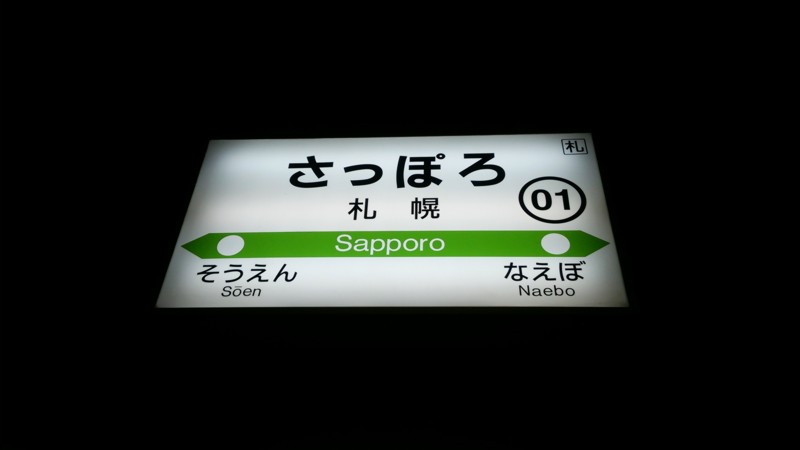 札
さっぽろ
札幌
01
Sapporo
そうえん なえぼ
Sōen Naebo